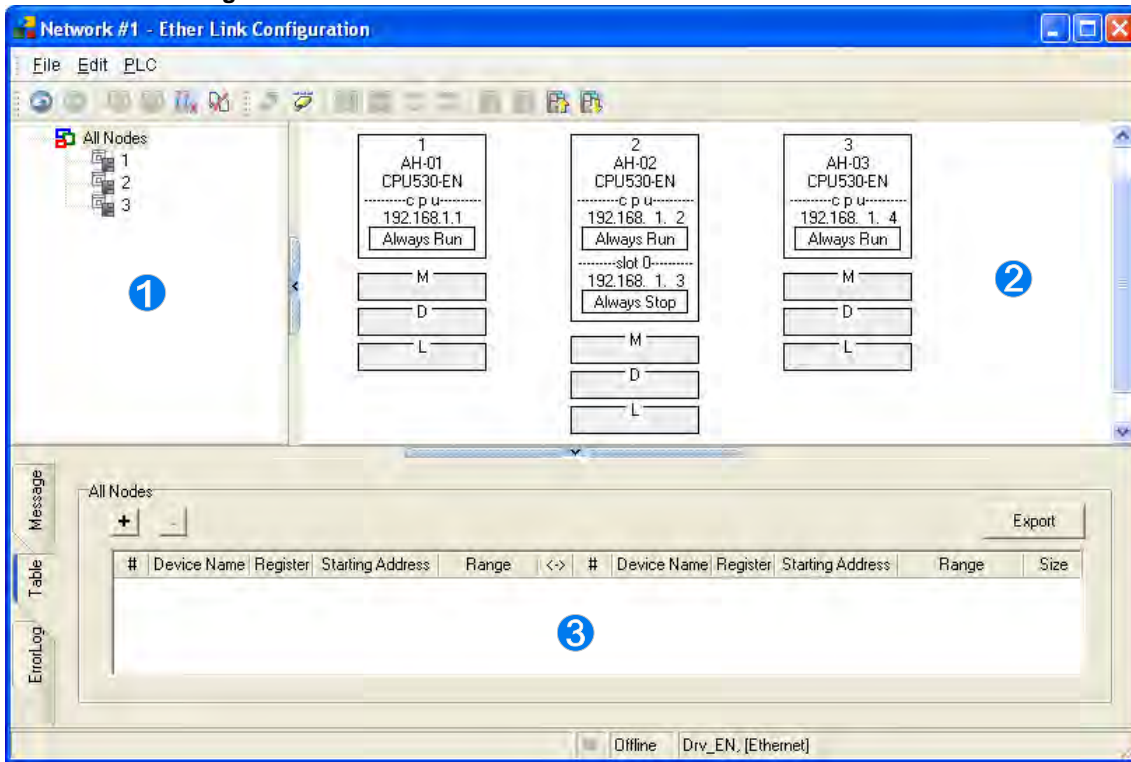 Network #1 - Ether Link Configuration
File Edit PLC
All Nodes
1
2
3
1
1
AH-01
CPU530-EN
---------c p u--------
192.168.1.1
Always Run
M
D
L
2
AH-02
CPU530-EN
---------c p u--------
192.168. 1. 2
Always Run
--------slot 0---------
192.168. 1. 3
Always Stop
M
D
L
3
AH-03
CPU530-EN
---------c p u--------
192.168. 1. 4
Always Run
M
D
L
2
Message
Table
ErrorLog
All Nodes
+ -
Export
# Device Name Register Starting Address Range <-> # Device Name Register Starting Address Range Size
3
Offline Drv_EN, [Ethernet]